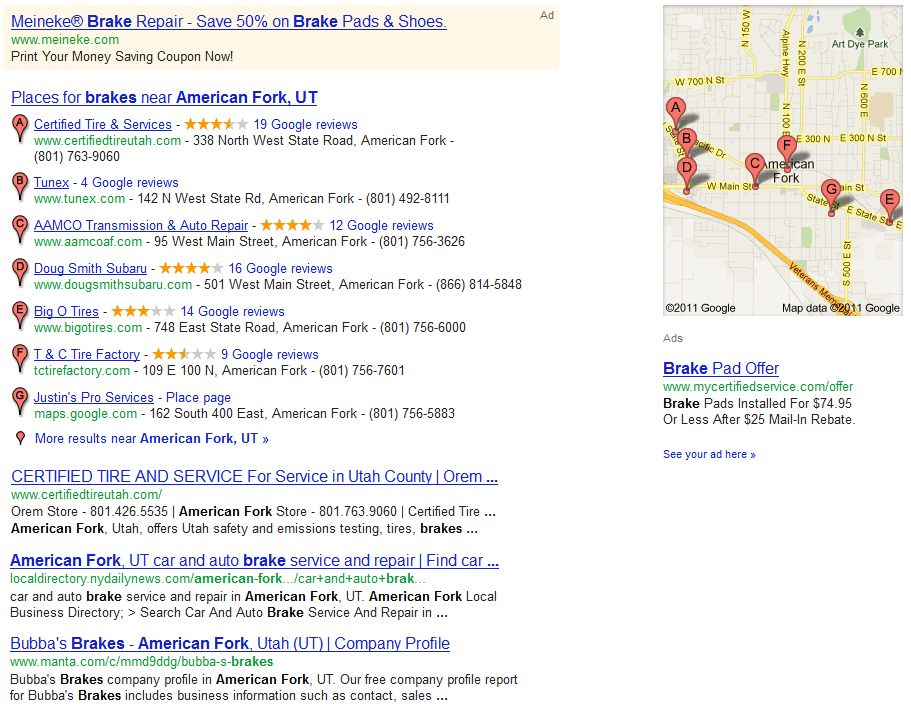 Meineke® Brake Repair - Save 50% on Brake Pads & Shoes.
Ad
www.meineke.com
Print Your Money Saving Coupon Now!
Places for brakes near American Fork, UT
A Certified Tire & Services - 19 Google reviews
www.certifiedtireutah.com - 338 North West State Road, American Fork -
(801) 763-9060
B Tunex - 4 Google reviews
www.tunex.com - 142 N West State Rd, American Fork - (801) 492-8111
C AAMCO Transmission & Auto Repair - 12 Google reviews
www.aamcoaf.com - 95 West Main Street, American Fork - (801) 756-3626
D Doug Smith Subaru - 16 Google reviews
www.dougsmithsubaru.com - 501 West Main Street, American Fork - (866) 814-5848
E Big O Tires - 14 Google reviews
www.bigotires.com - 748 East State Road, American Fork - (801) 756-6000
F T & C Tire Factory - 9 Google reviews
tctirefactory.com - 109 E 100 N, American Fork - (801) 756-7601
G Justin's Pro Services - Place page
maps.google.com - 162 South 400 East, American Fork - (801) 756-5883
More results near American Fork, UT »
CERTIFIED TIRE AND SERVICE For Service in Utah County | Orem ...
www.certifiedtireutah.com/
Orem Store - 801.426.5535 | American Fork Store - 801.763.9060 | Certified Tire ...
American Fork, Utah, offers Utah safety and emissions testing, tires, brakes ...
American Fork, UT car and auto brake service and repair | Find car ...
localdirectory.nydailynews.com/american-fork.../car+and+auto+brak...
car and auto brake service and repair in American Fork, UT. American Fork Local
Business Directory; > Search Car And Auto Brake Service And Repair in ...
Bubba's Brakes - American Fork, Utah (UT) | Company Profile
www.manta.com/c/mmd9ddg/bubba-s-brakes
Bubba's Brakes company profile in American Fork, UT. Our free company profile report
for Bubba's Brakes includes business information such as contact, sales ...
N 150 W
Alpine Hwy
N 200 E St
Art Dye Park
W 700 N St
E 700 N
N 600 E
N 100 E
E 300 N
E 300 N St
A
B
C
D
E
F
G
American
Fork
W Main St
State St
E State St
S 500 E St
Veterans Memorial
©2011 Google
Map data ©2011 Google
Ads
Brake Pad Offer
www.mycertifiedservice.com/offer
Brake Pads Installed For $74.95
Or Less After $25 Mail-In Rebate.
See your ad here »